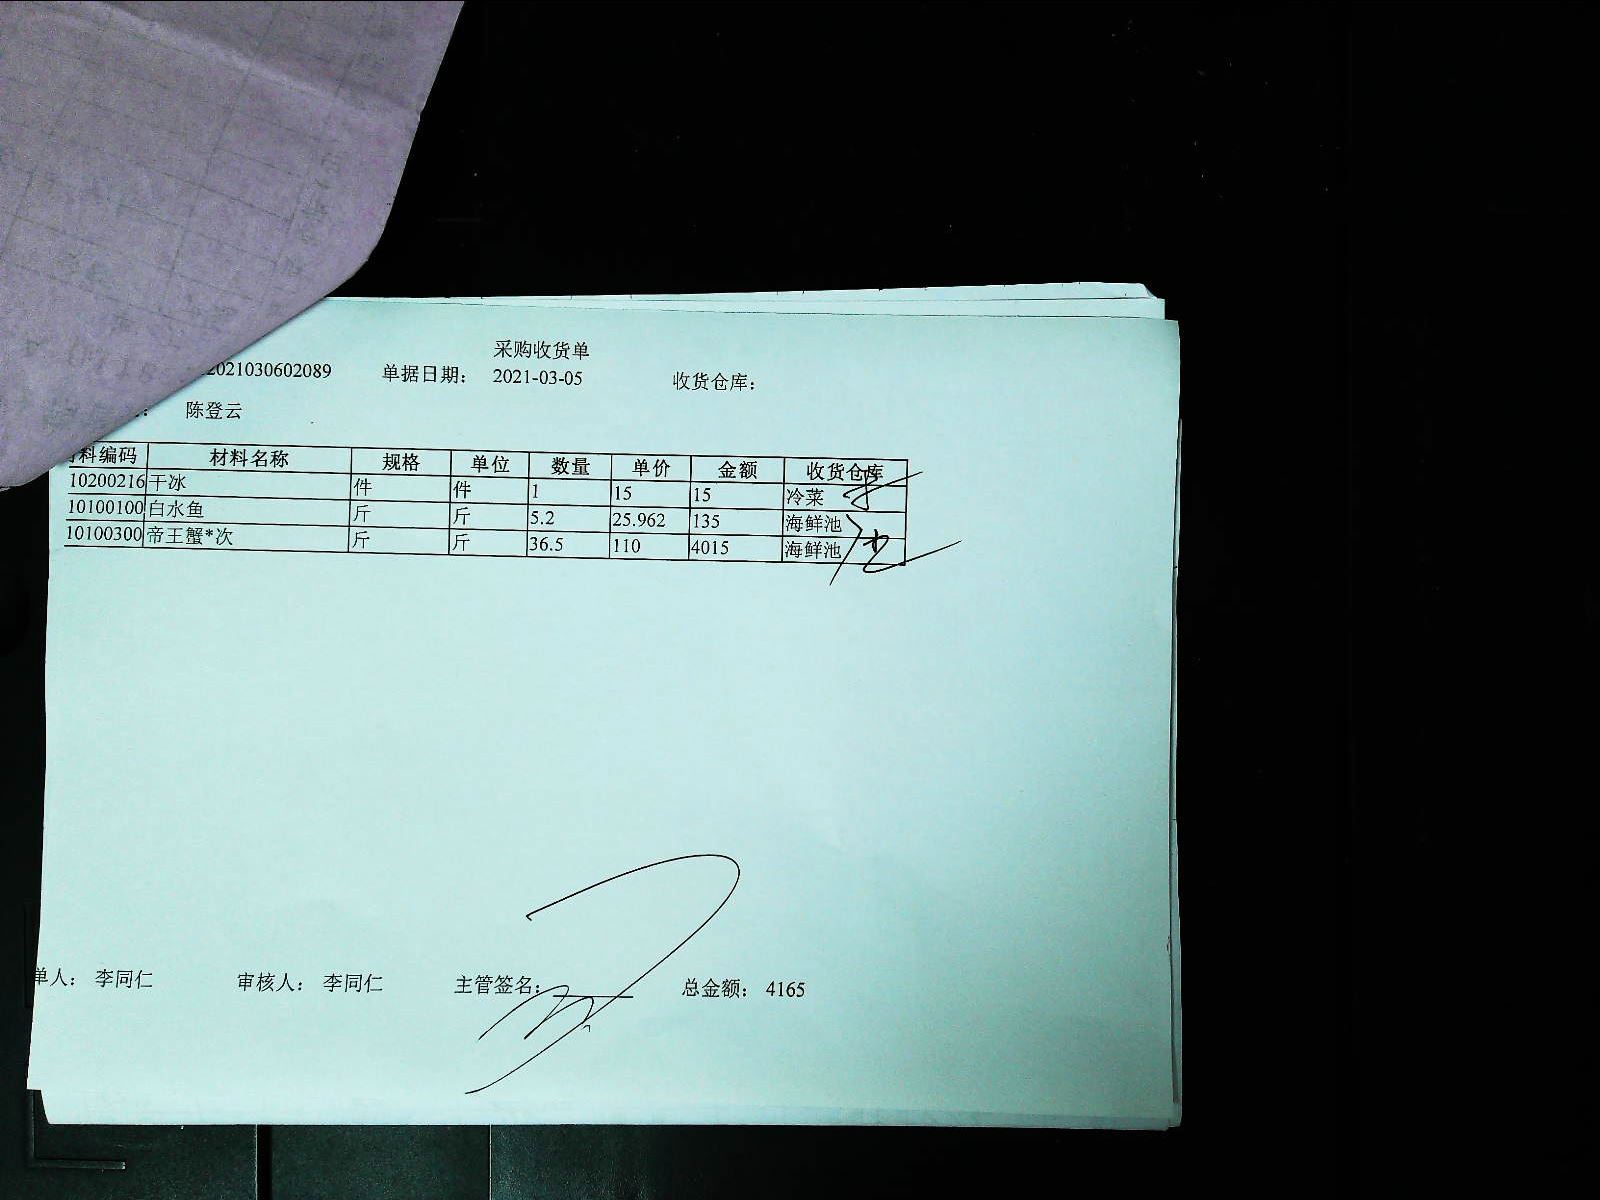 采购收货单
2021030602089 单据日期： 2021-03-05 收货仓库：
： 陈登云
料编码 材料名称 规格 单位 数量 单价 金额 收货仓库
10200216 干冰 件 件 1 15 15 冷菜
10100100 白水鱼 斤 斤 5.2 25.962 135 海鲜池
10100300 帝王蟹*次 斤 斤 36.5 110 4015 海鲜池
单人： 李同仁 审核人： 李同仁 主管签名： 总金额： 4165